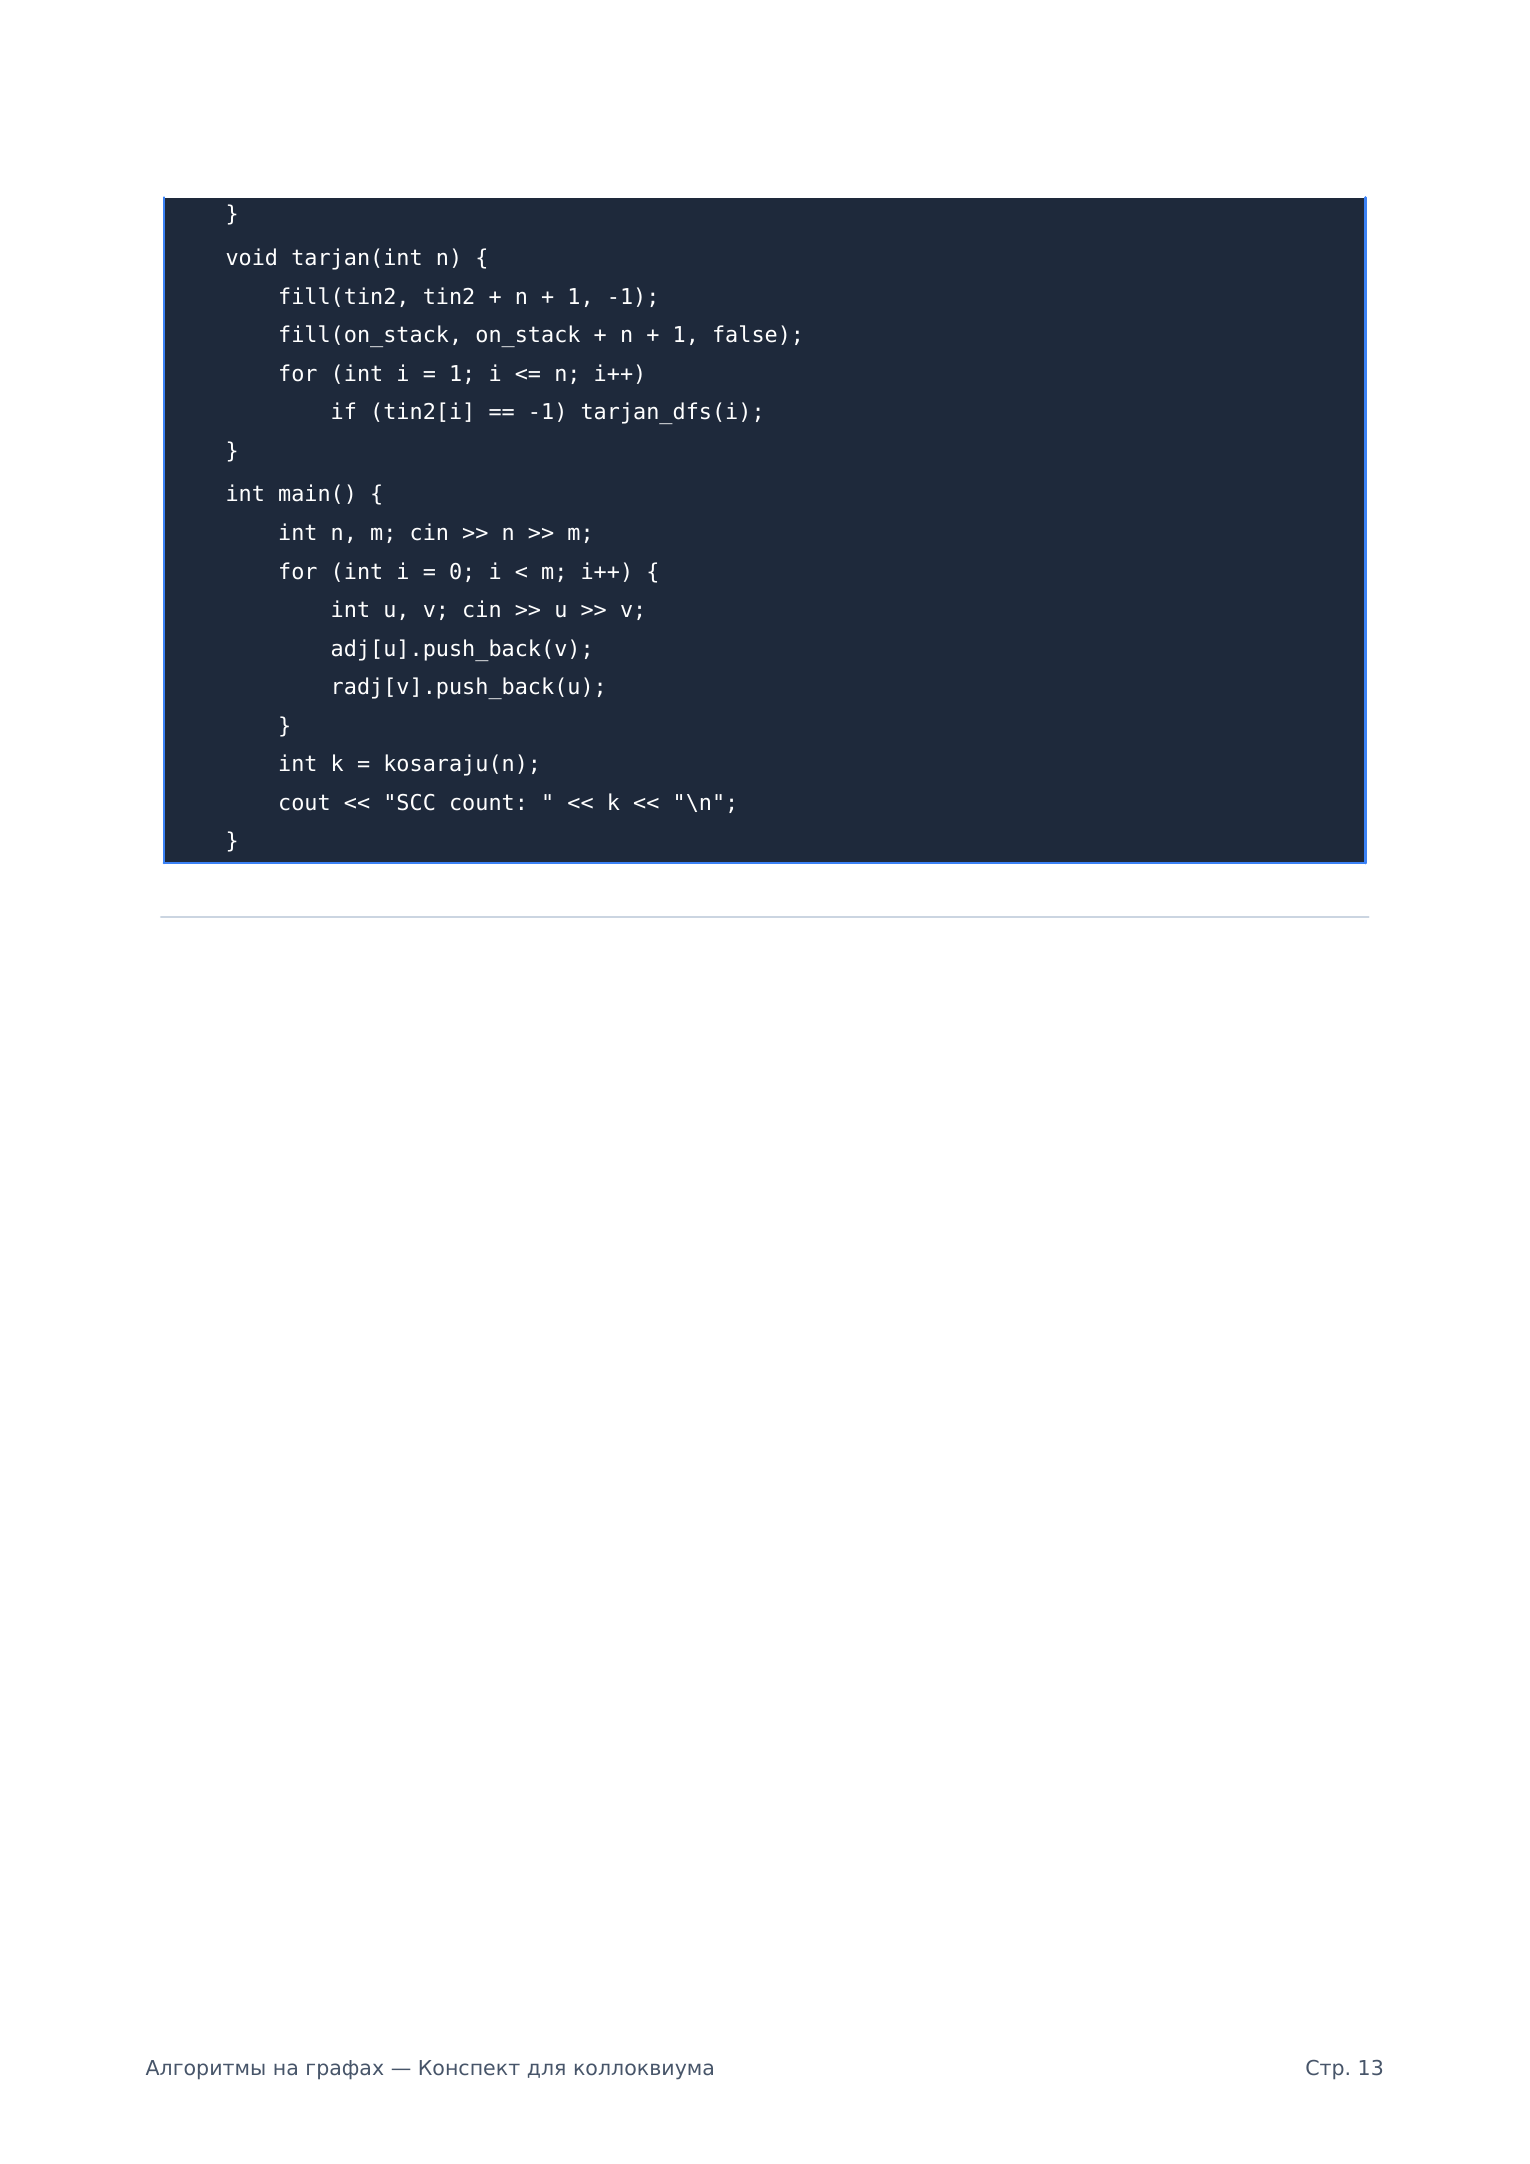 }
void tarjan(int n) {
    fill(tin2, tin2 + n + 1, -1);
    fill(on_stack, on_stack + n + 1, false);
    for (int i = 1; i <= n; i++)
        if (tin2[i] == -1) tarjan_dfs(i);
}
int main() {
    int n, m; cin >> n >> m;
    for (int i = 0; i < m; i++) {
        int u, v; cin >> u >> v;
        adj[u].push_back(v);
        radj[v].push_back(u);
    }
    int k = kosaraju(n);
    cout << "SCC count: " << k << "\n";
}
Алгоритмы на графах — Конспект для коллоквиума
Стр. 13